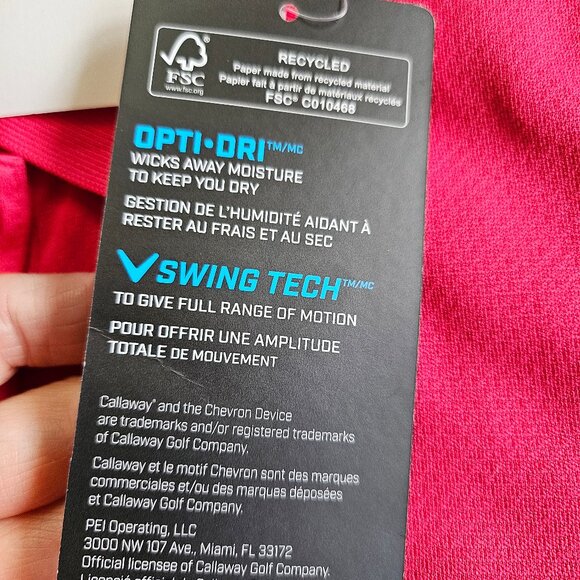 FSC
www.fsc.org
RECYCLED
Paper made from recycled material
Papier fait à partir de matériaux recyclés
FSC® C010468
OPTI•DRI™/MC
WICKS AWAY MOISTURE
TO KEEP YOU DRY
GESTION DE L'HUMIDITÉ AIDANT À
RESTER AU FRAIS ET AU SEC
SWING TECH™/MC
TO GIVE FULL RANGE OF MOTION
POUR OFFRIR UNE AMPLITUDE
TOTALE DE MOUVEMENT
Callaway® and the Chevron Device
are trademarks and/or registered trademarks
of Callaway Golf Company.
Callaway et le motif Chevron sont des marques
commerciales et/ou des marques déposées
et Callaway Golf Company.
PEI Operating, LLC
3000 NW 107 Ave., Miami, FL 33172
Official licensee of Callaway Golf Company.
Licencié officiel de